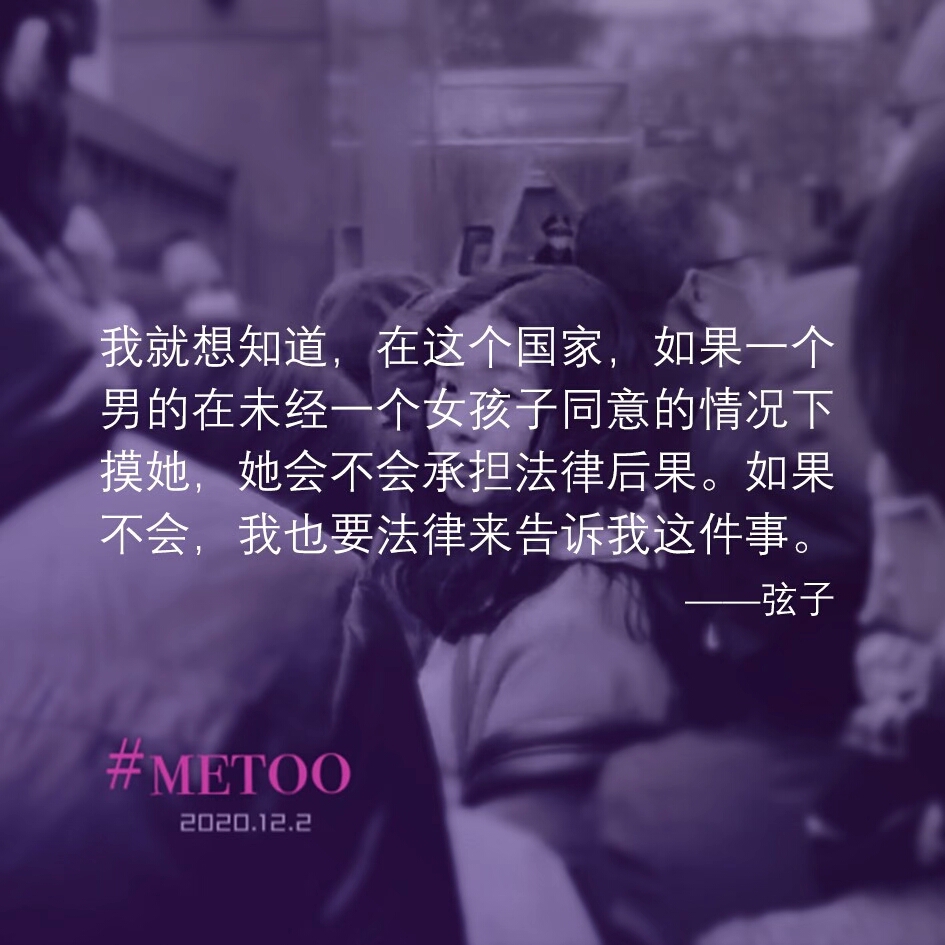 我就想知道，在这个国家，如果一个
男的在未经一个女孩子同意的情况下
摸她，她会不会承担法律后果。如果
不会，我也要法律来告诉我这件事。
——弦子
#METOO
2020.12.2